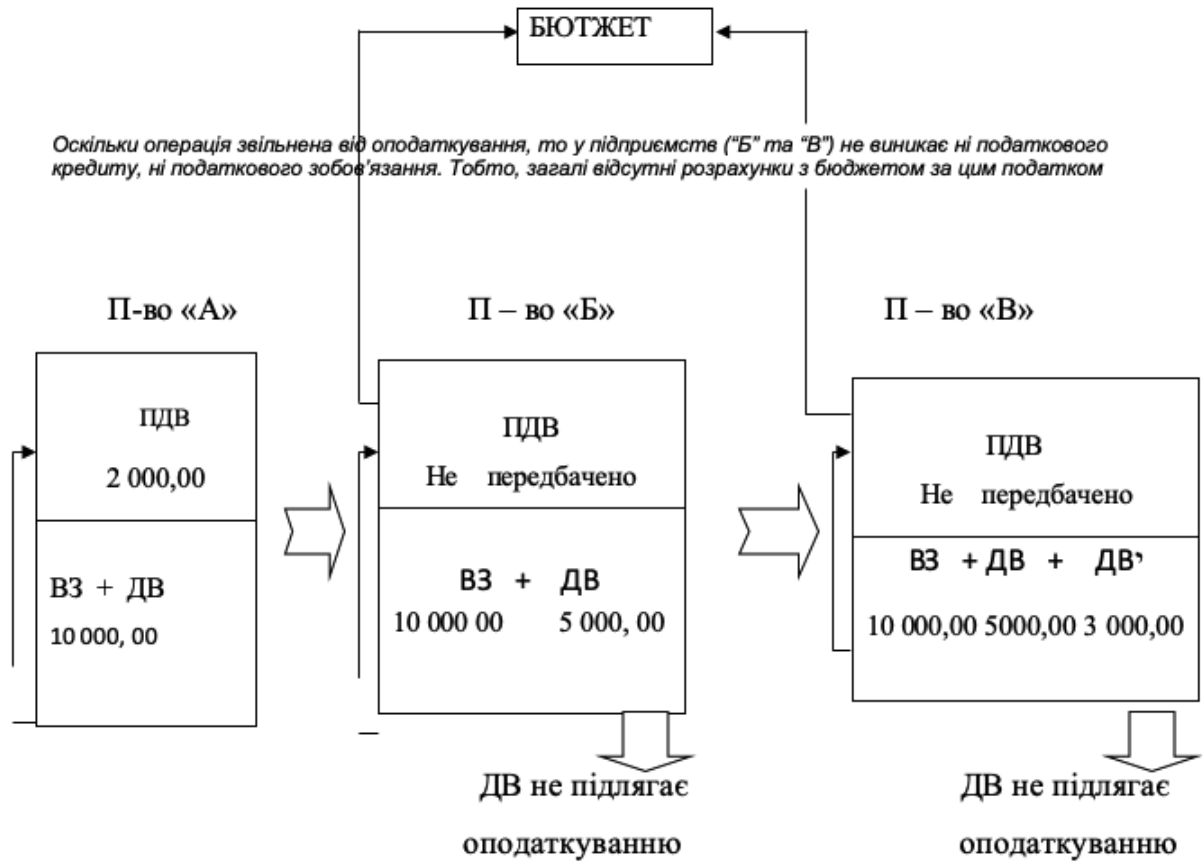 БЮТЖЕТ
Оскільки операція звільнена від оподаткування, то у підприємств (“Б” та “В”) не виникає ні податкового
кредиту, ні податкового зобов'язання. Тобто, загалі відсутні розрахунки з бюджетом за цим податком
П-во «А»
П – во «Б»
П – во «В»
ПДВ
2 000,00
ВЗ + ДВ
10 000, 00
ПДВ
Не передбачено
ВЗ + ДВ
10 000 00 5 000, 00
ПДВ
Не передбачено
ВЗ + ДВ + ДВ'
10 000,00 5000,00 3 000,00
ДВ не підлягає
оподаткуванню
ДВ не підлягає
оподаткуванню